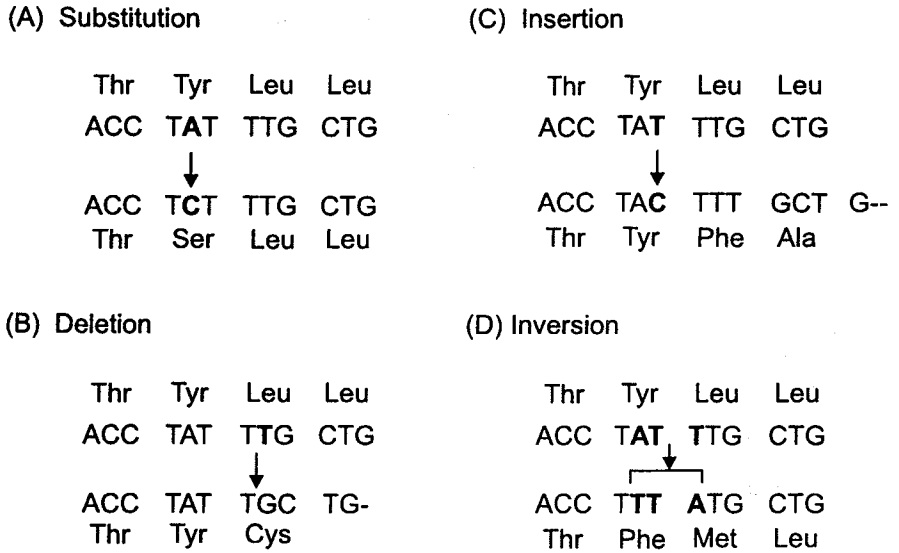 (A) Substitution
Thr Tyr Leu Leu
ACC TAT TTG CTG
ACC TCT TTG CTG
Thr Ser Leu Leu
(B) Deletion
Thr Tyr Leu Leu
ACC TAT TTG CTG
ACC TAT TGC TG-
Thr Tyr Cys
(C) Insertion
Thr Tyr Leu Leu
ACC TAT TTG CTG
ACC TAC TTT GCT G--
Thr Tyr Phe Ala
(D) Inversion
Thr Tyr Leu Leu
ACC TAT TTG CTG
ACC TTT ATG CTG
Thr Phe Met Leu